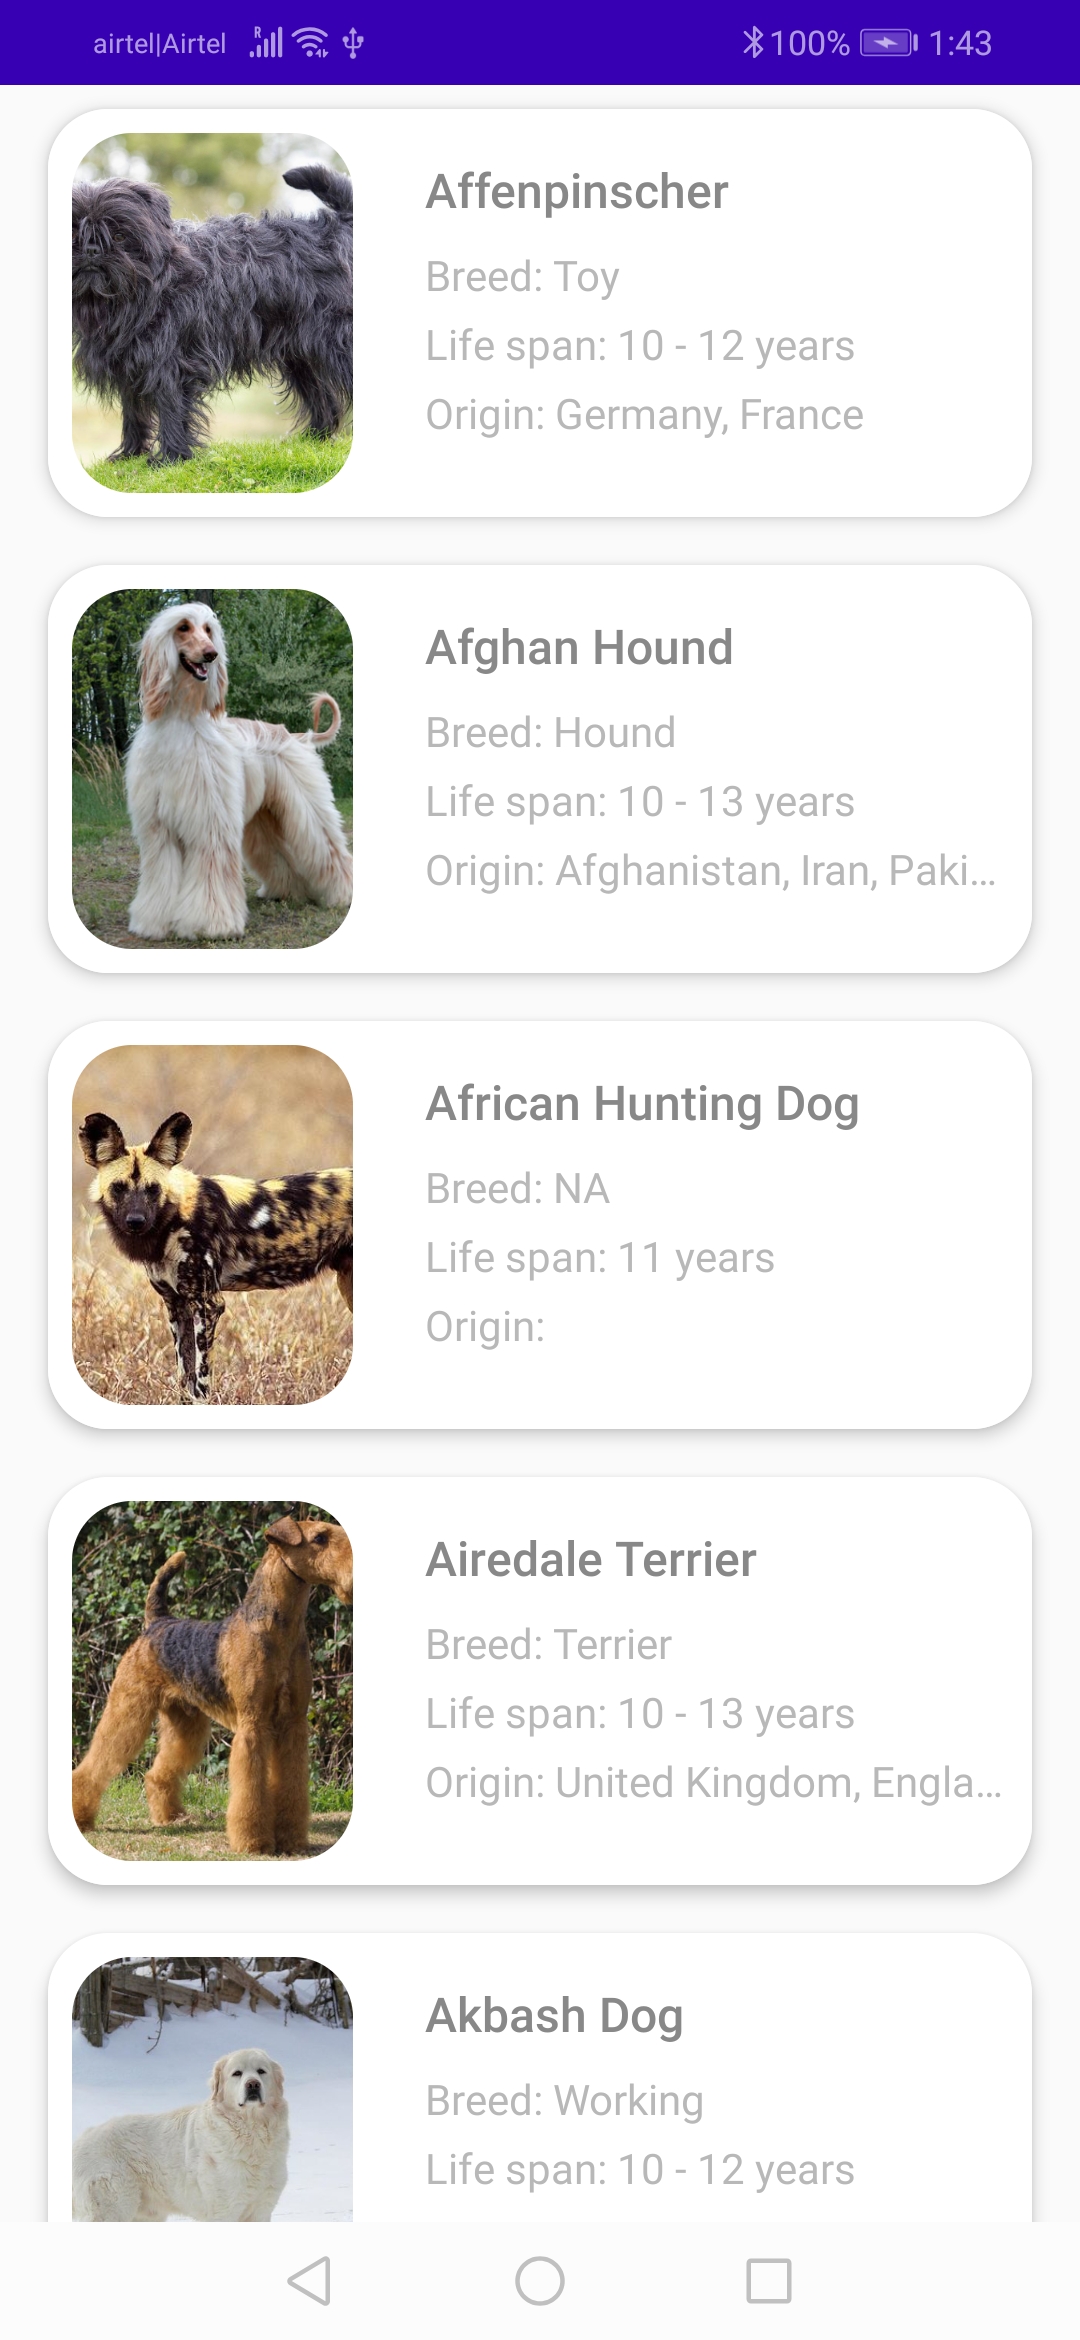 airtel|Airtel R 100% 1:43
Affenpinscher
Breed: Toy
Life span: 10 - 12 years
Origin: Germany, France
Afghan Hound
Breed: Hound
Life span: 10 - 13 years
Origin: Afghanistan, Iran, Paki...
African Hunting Dog
Breed: NA
Life span: 11 years
Origin:
Airedale Terrier
Breed: Terrier
Life span: 10 - 13 years
Origin: United Kingdom, Engla...
Akbash Dog
Breed: Working
Life span: 10 - 12 years